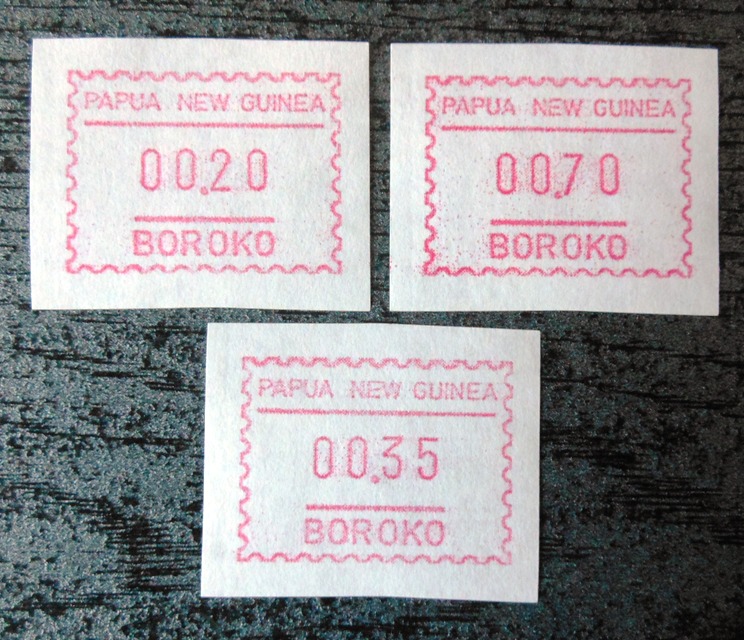 PAPUA NEW GUINEA
00.20
BOROKO
PAPUA NEW GUINEA
00.70
BOROKO
PAPUA NEW GUINEA
00.35
BOROKO